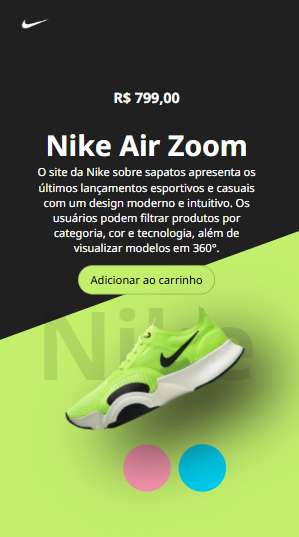 R$ 799,00
Nike Air Zoom
O site da Nike sobre sapatos apresenta os
últimos lançamentos esportivos e casuais
com um design moderno e intuitivo. Os
usuários podem filtrar produtos por
categoria, cor e tecnologia, além de
visualizar modelos em 360°.
Adicionar ao carrinho
Nike